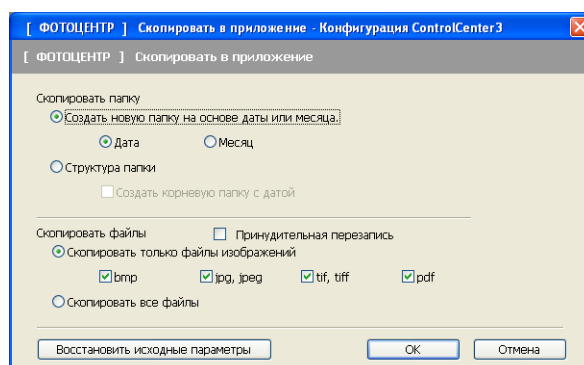 [ ФОТОЦЕНТР ] Скопировать в приложение - Конфигурация ControlCenter3
[ ФОТОЦЕНТР ] Скопировать в приложение
Скопировать папку
Создать новую папку на основе даты или месяца.
Дата Месяц
Структура папки
Создать корневую папку с датой
Скопировать файлы Принудительная перезапись
Скопировать только файлы изображений
bmp jpg, jpeg tif, tiff pdf
Скопировать все файлы
Восстановить исходные параметры OK Отмена